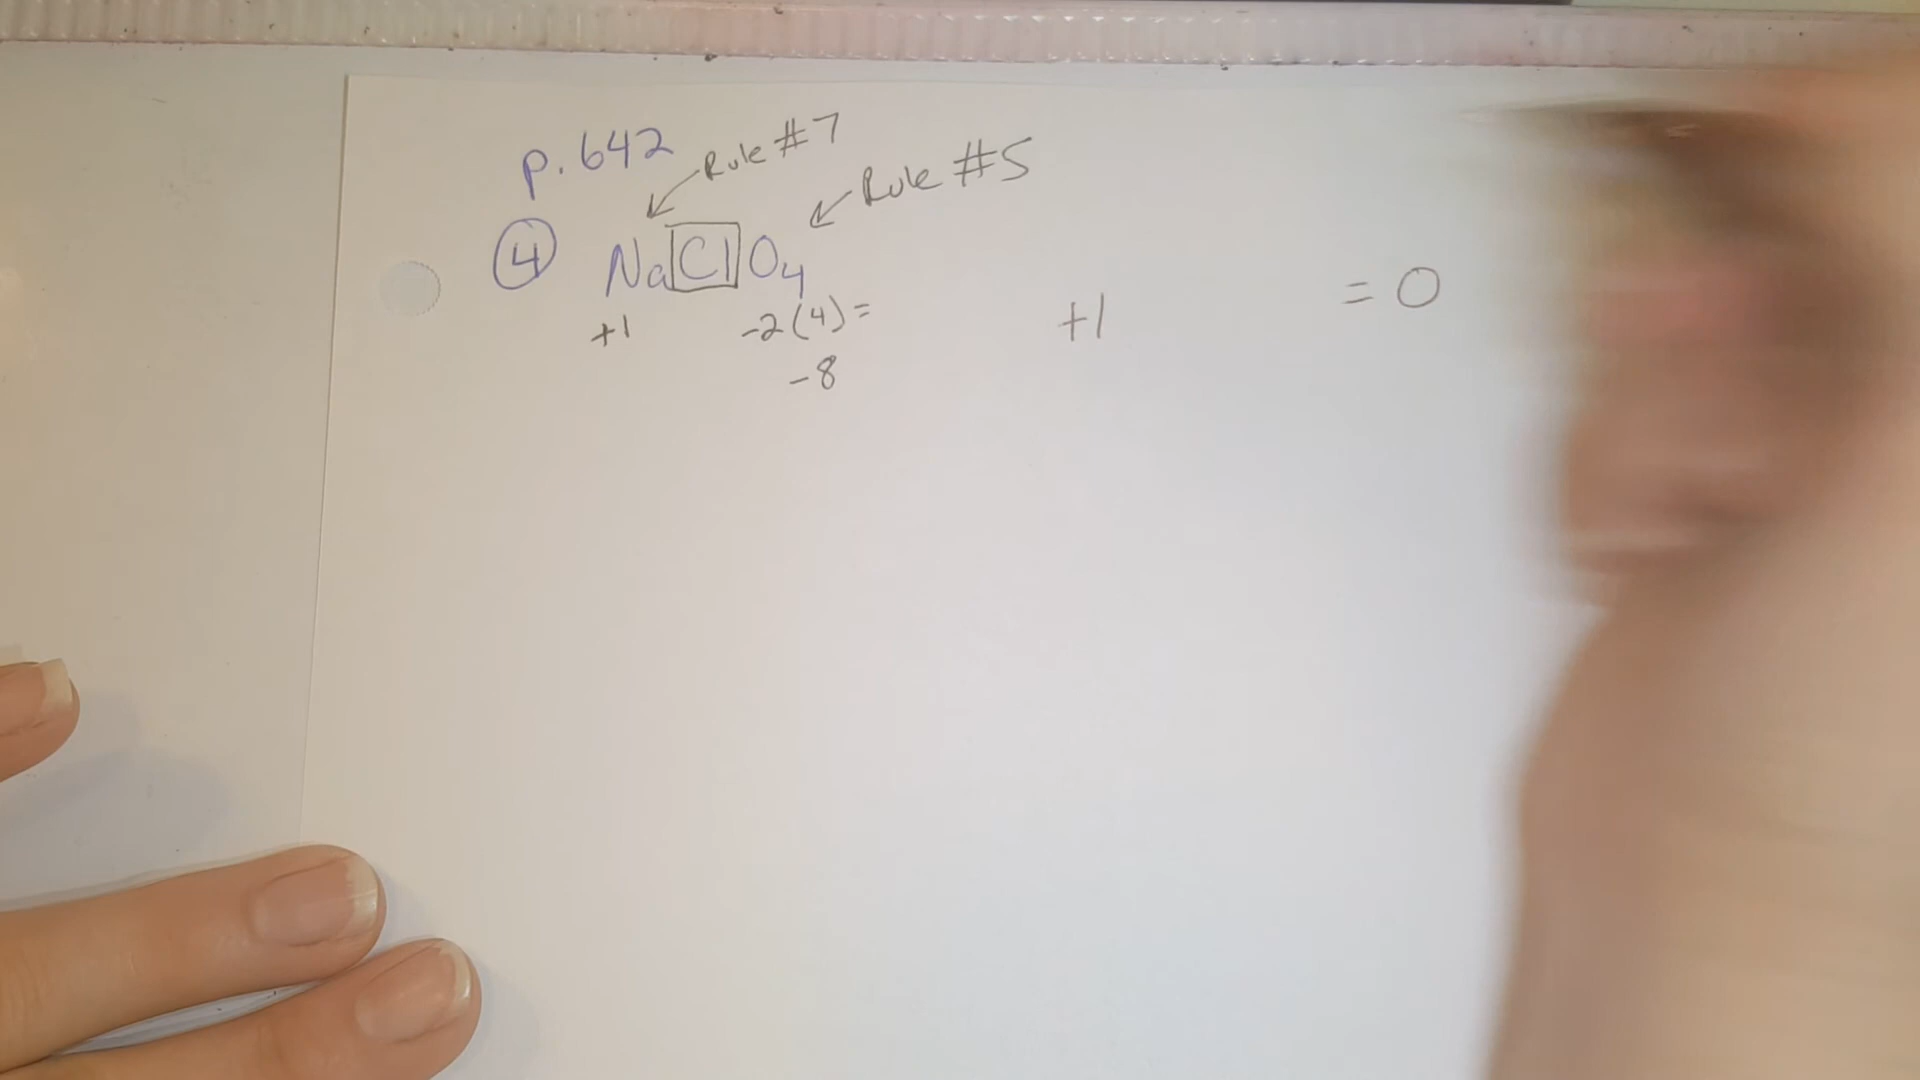 p. 642
Rule #7
Rule #5
4 NaClO4
+1 -2(4)= +1 = 0
-8